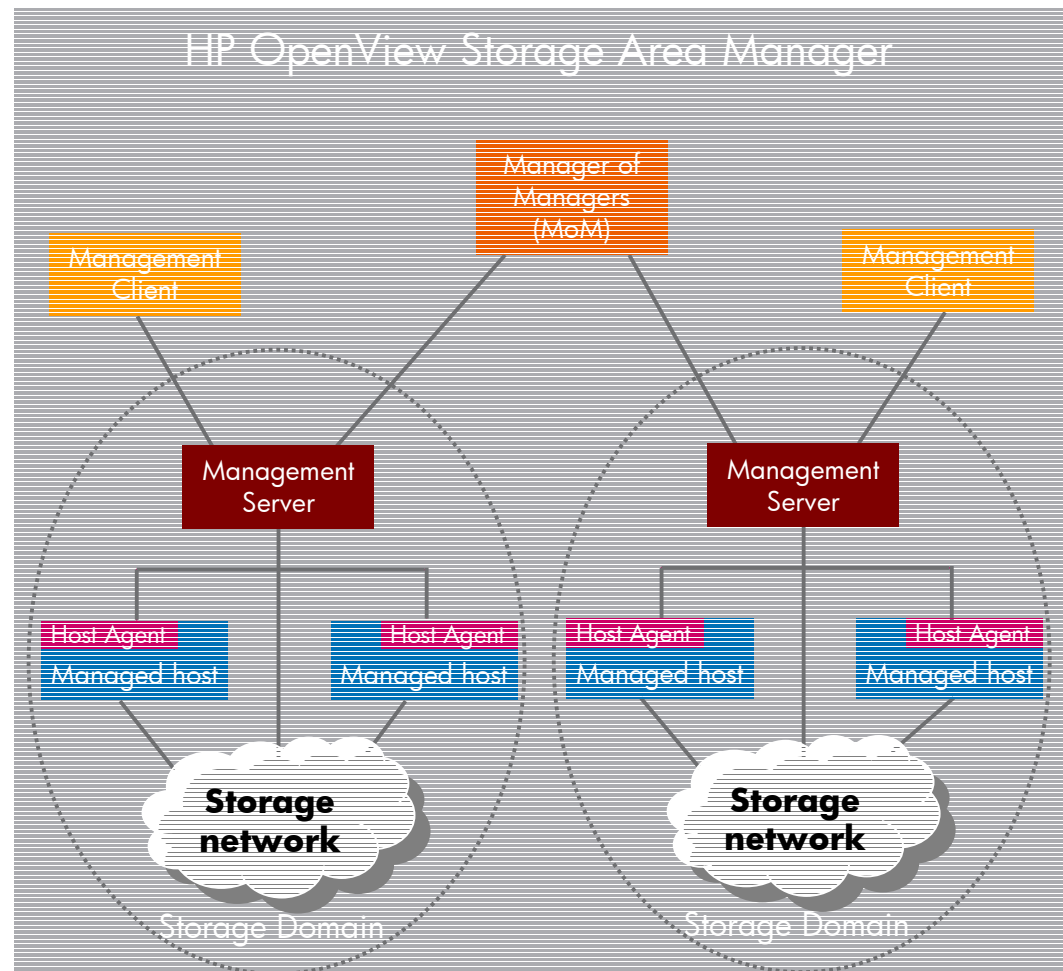 HP OpenView Storage Area Manager
Manager of
Managers
(MoM)
Management
Client
Management
Client
Management
Server
Management
Server
Host Agent
Managed host
Host Agent
Managed host
Host Agent
Managed host
Host Agent
Managed host
Storage
network
Storage
network
Storage Domain
Storage Domain